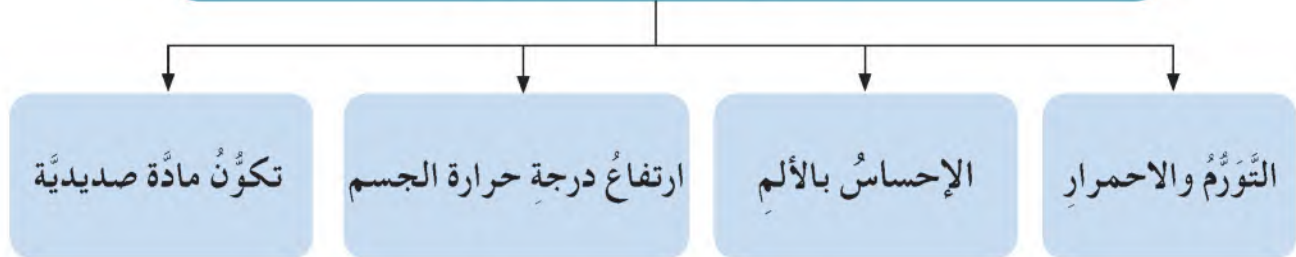 التَّوَرُّمُ والاحمرارِ
الإحساسُ بالألمِ
ارتفاعُ درجةِ حرارة الجسم
تكوُّنُ مادَّة صديديَّة